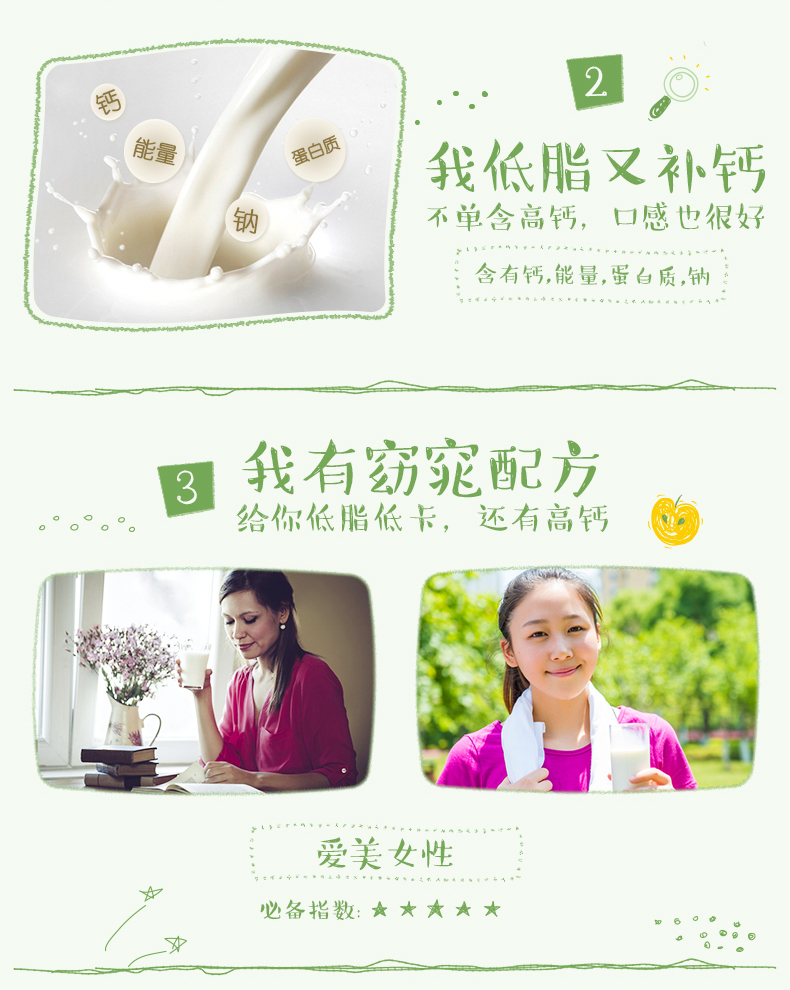 钙
能量
蛋白质
钠
2
我低脂又补钙
不单含高钙，口感也很好
含有钙,能量,蛋白质,钠
3
我有窈窕配方
给你低脂低卡，还有高钙
爱美女性
必备指数: ★★★★★